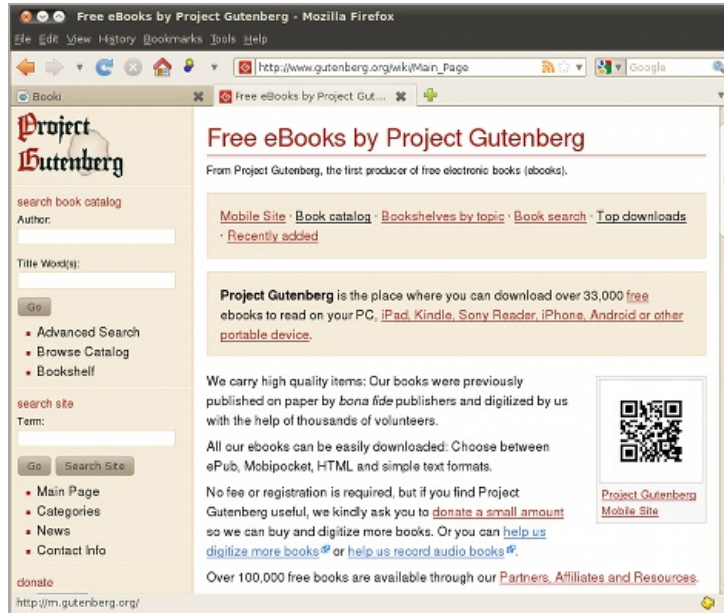 Free eBooks by Project Gutenberg - Mozilla Firefox
File Edit View History Bookmarks Tools Help
http://www.gutenberg.org/wiki/Main_Page
Google
Booki
Free eBooks by Project Gut...
Project
Gutenberg
search book catalog
Author:
Title Word(s):
Go
Advanced Search
Browse Catalog
Bookshelf
search site
Term:
Go Search Site
Main Page
Categories
News
Contact Info
donate
Free eBooks by Project Gutenberg
From Project Gutenberg, the first producer of free electronic books (ebooks).
Mobile Site · Book catalog · Bookshelves by topic · Book search · Top downloads
· Recently added
Project Gutenberg is the place where you can download over 33,000 free
ebooks to read on your PC, iPad, Kindle, Sony Reader, iPhone, Android or other
portable device.
We carry high quality items: Our books were previously
published on paper by bona fide publishers and digitized by us
with the help of thousands of volunteers.
All our ebooks can be easily downloaded: Choose between
ePub, Mobipocket, HTML and simple text formats.
No fee or registration is required, but if you find Project
Gutenberg useful, we kindly ask you to donate a small amount
so we can buy and digitize more books. Or you can help us
digitize more books or help us record audio books.
Over 100,000 free books are available through our Partners, Affiliates and Resources.
Project Gutenberg
Mobile Site
http://m.gutenberg.org/